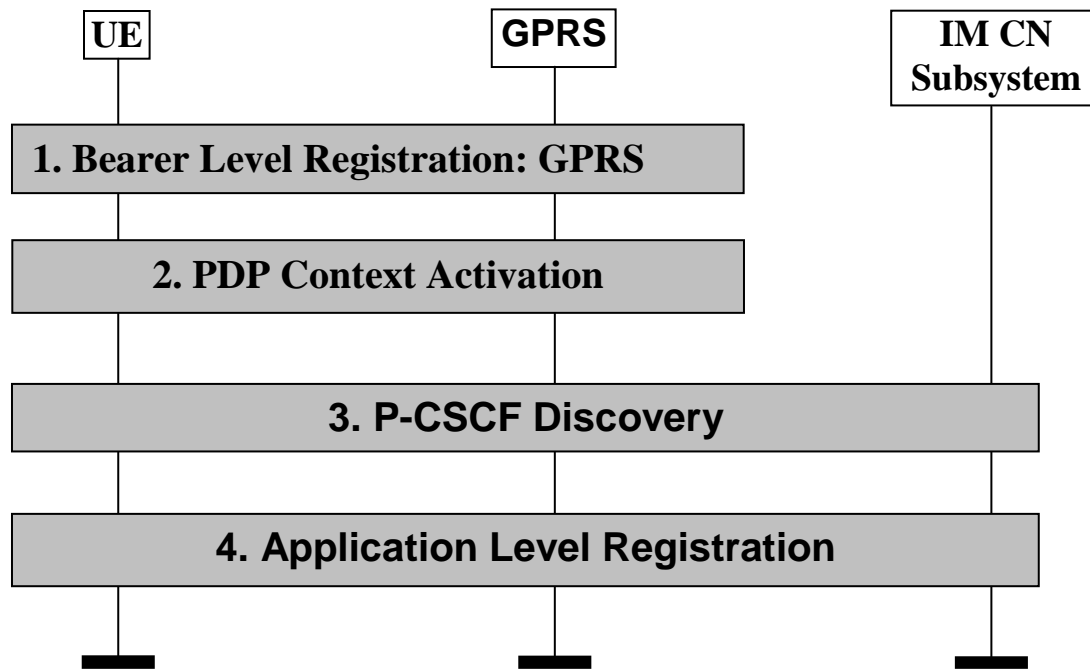 UE
GPRS
IM CN
Subsystem
1. Bearer Level Registration: GPRS
2. PDP Context Activation
3. P-CSCF Discovery
4. Application Level Registration